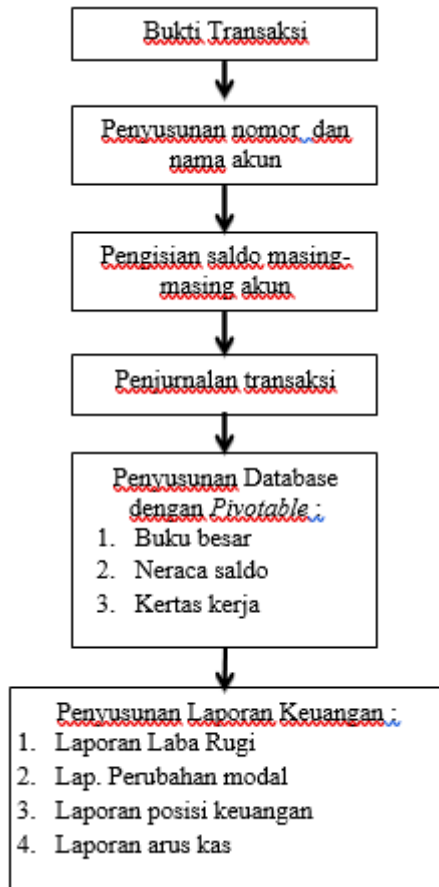 Bukti Transaksi
Penyusunan nomor  dan
nama akun
Pengisian saldo masing-
masing akun
Penjurnalan transaksi
Penyusunan Database
dengan Pivotable :
1. Buku besar
2. Neraca saldo
3. Kertas kerja
Penyusunan Laporan Keuangan :
1. Laporan Laba Rugi
2. Lap. Perubahan modal
3. Laporan posisi keuangan
4. Laporan arus kas